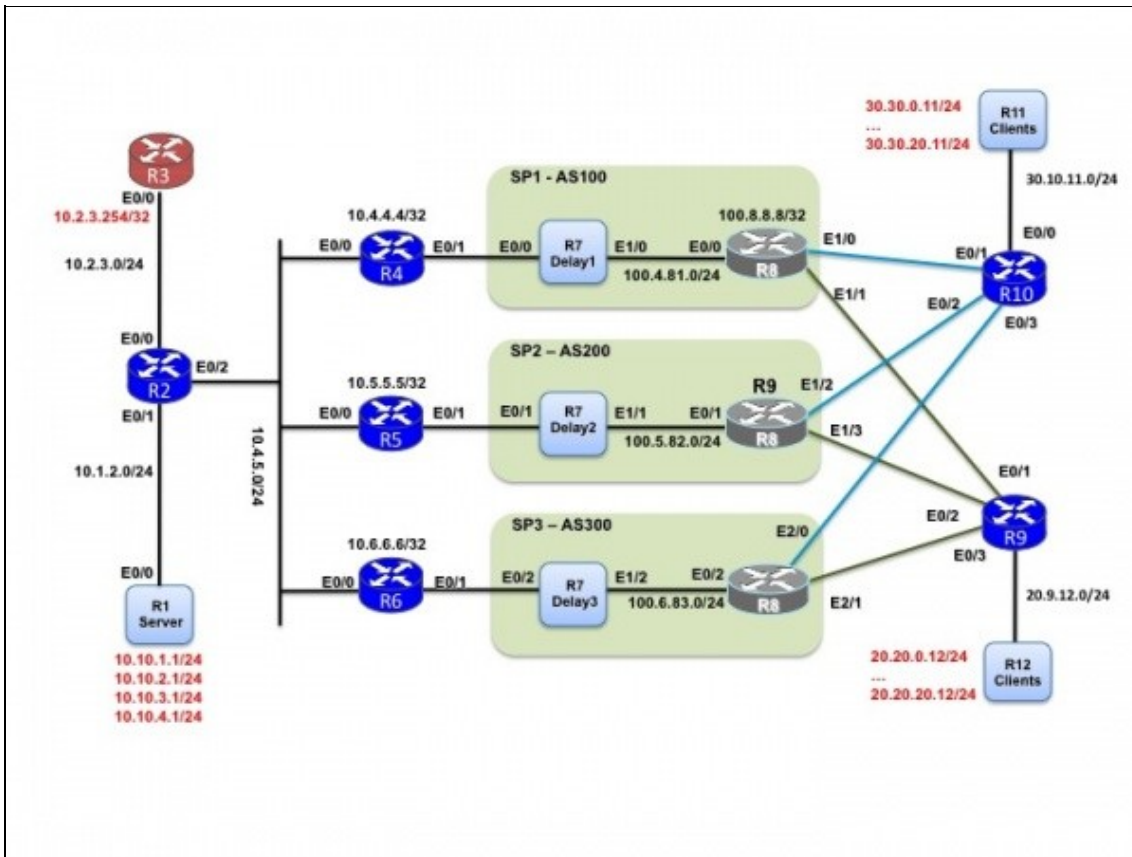 R3
E0/0
10.2.3.254/32
10.2.3.0/24
E0/0
R2
E0/2
E0/1
10.1.2.0/24
E0/0
R1
Server
10.10.1.1/24
10.10.2.1/24
10.10.3.1/24
10.10.4.1/24
10.4.5.0/24
10.4.4.4/32
E0/0
R4
E0/1
10.5.5.5/32
E0/0
R5
E0/1
10.6.6.6/32
E0/0
R6
E0/1
SP1 - AS100
E0/0
R7
Delay1
E1/0
100.4.81.0/24
E0/0
100.8.8.8/32
R8
E1/0
E1/1
SP2 – AS200
E0/1
R7
Delay2
E1/1
100.5.82.0/24
E0/1
R9
R8
E1/2
E1/3
SP3 – AS300
E0/2
R7
Delay3
E1/2
100.6.83.0/24
E0/2
R8
E2/0
E2/1
30.30.0.11/24
...
30.30.20.11/24
R11
Clients
30.10.11.0/24
E0/0
E0/1
R10
E0/2
E0/3
E0/1
R9
E0/2
E0/3
20.9.12.0/24
20.20.0.12/24
...
20.20.20.12/24
R12
Clients